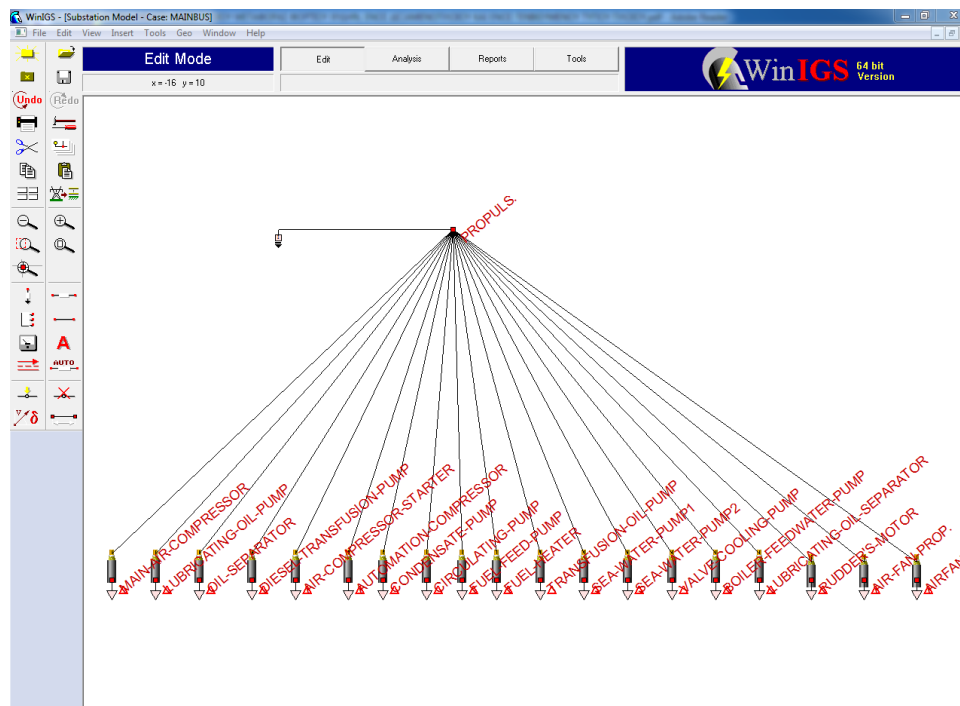 WinIGS - [Substation Model - Case: MAINBUS]
File Edit View Insert Tools Geo Window Help
Edit Mode
Edit
Analysis
Reports
Tools
WinIGS 64 bit Version
x = -16 y = 10
Undo
Redo
A
AUTO
V
δ
PROPULS.
MAIN-AIR-COMPRESSOR
LUBRICATING-OIL-PUMP
OIL-SEPARATOR
DIESEL-TRANSFUSION-PUMP
AIR-COMPRESSOR-STARTER
AUTOMATION-COMPRESSOR
CONDENSATE-PUMP
CIRCULATING-PUMP
FUEL-FEED-PUMP
FUEL-HEATER
TRANSFUSION-OIL-PUMP
SEA-WATER-PUMP1
SEA-WATER-PUMP2
VALVE-COOLING-PUMP
BOILER-FEEDWATER-PUMP
LUBRICATING-OIL-SEPARATOR
RUDDER'S-MOTOR
AIR-FAN-PROP.
AIRFAN